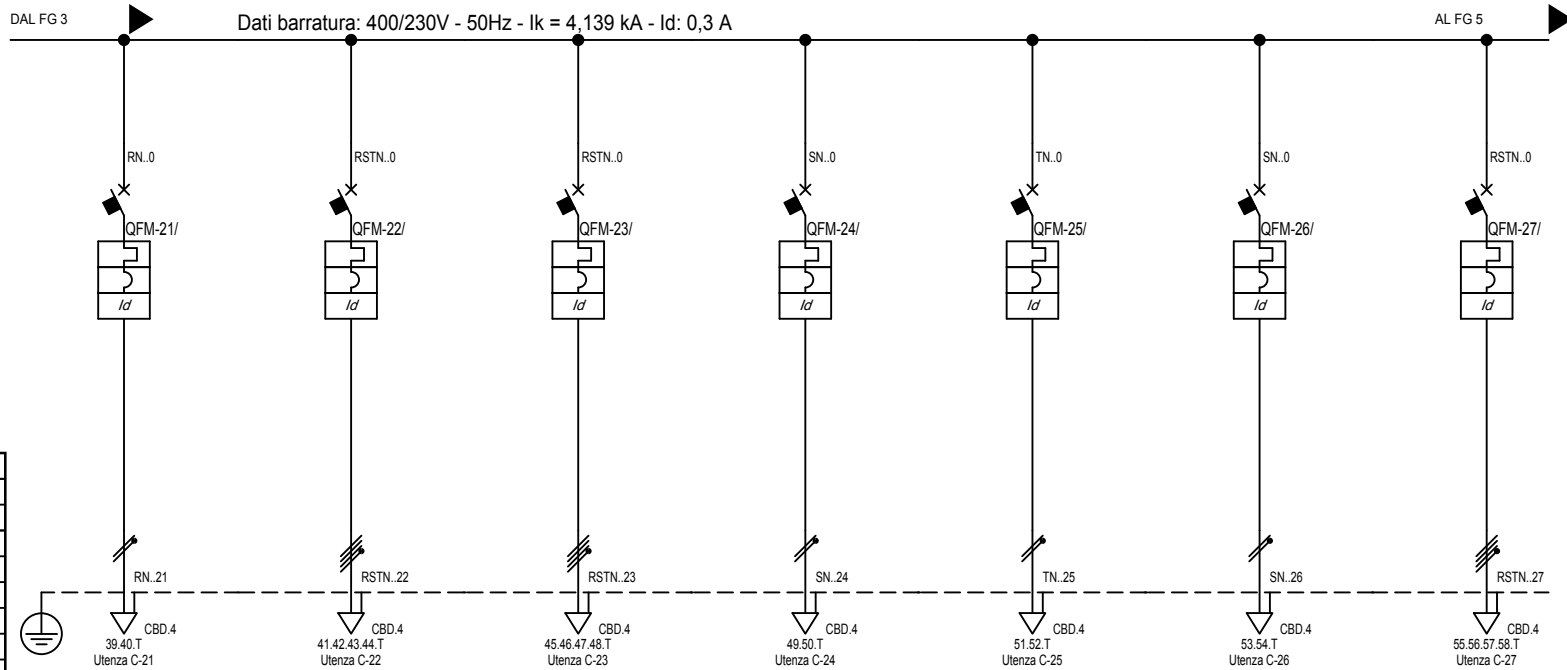 DAL FG 3
Dati barratura: 400/230V - 50Hz - Ik = 4,139 kA - Id: 0,3 A
AL FG 5
RN..0
RSTN..0
RSTN..0
SN..0
TN..0
SN..0
RSTN..0
QFM-21/
QFM-22/
QFM-23/
QFM-24/
QFM-25/
QFM-26/
QFM-27/
Id
Id
Id
Id
Id
Id
Id
RN..21
RSTN..22
RSTN..23
SN..24
TN..25
SN..26
RSTN..27
CBD.4
CBD.4
CBD.4
CBD.4
CBD.4
CBD.4
CBD.4
39.40.T
41.42.43.44.T
45.46.47.48.T
49.50.T
51.52.T
53.54.T
55.56.57.58.T
Utenza C-21
Utenza C-22
Utenza C-23
Utenza C-24
Utenza C-25
Utenza C-26
Utenza C-27